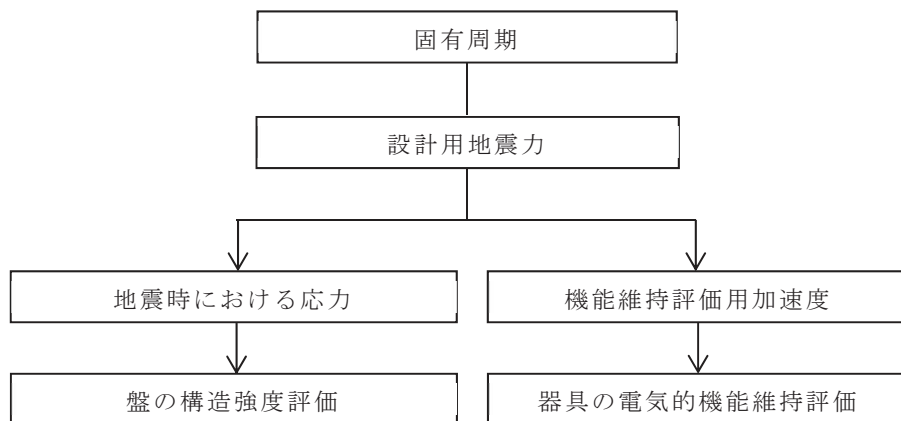 固有周期
設計用地震力
地震時における応力
機能維持評価用加速度
盤の構造強度評価
器具の電気的機能維持評価